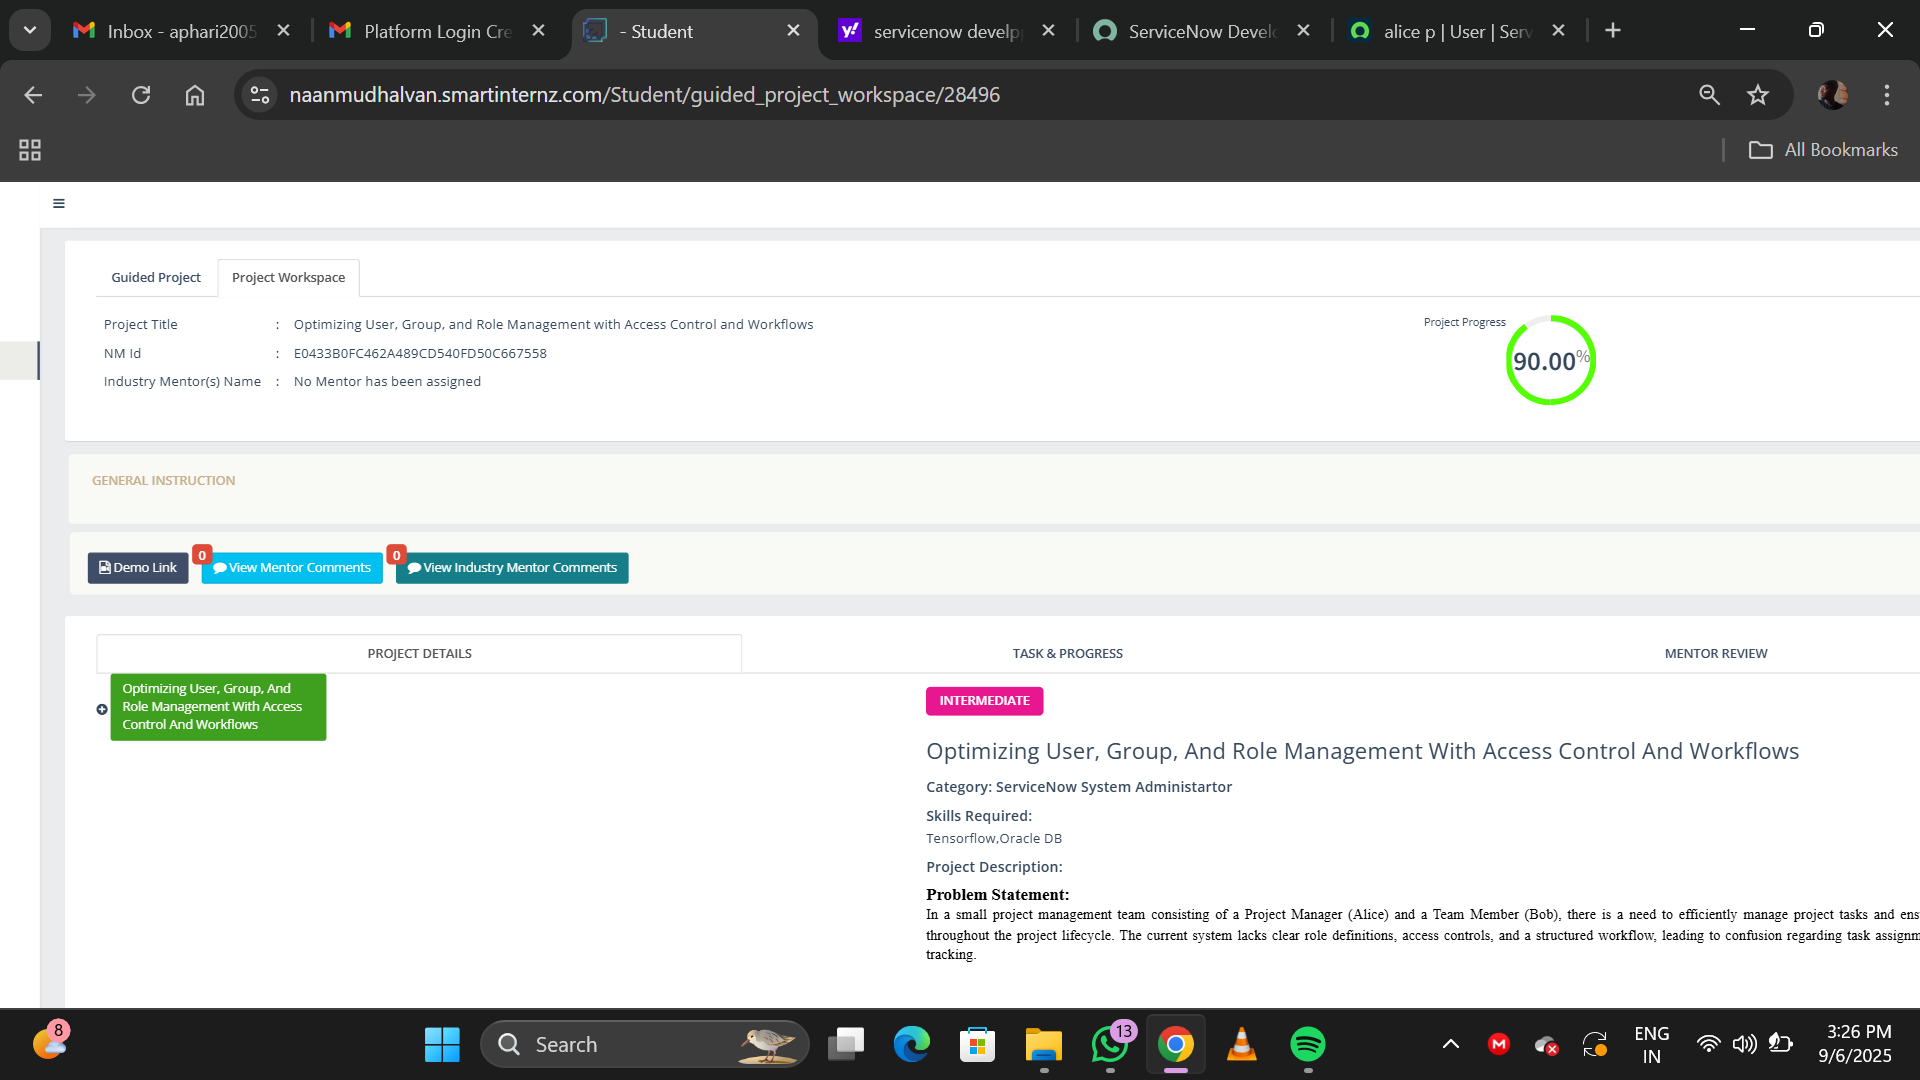 Inbox - aphari2005
Platform Login Cre
- Student
servicenow develp
ServiceNow Devel
alice p | User | Serv
naanmudhalvan.smartinternz.com/Student/guided_project_workspace/28496
All Bookmarks
Guided Project
Project Workspace
Project Title : Optimizing User, Group, and Role Management with Access Control and Workflows
NM Id : E0433B0FC462A489CD540FD50C667558
Industry Mentor(s) Name : No Mentor has been assigned
Project Progress
90.00%
GENERAL INSTRUCTION
Demo Link
0
View Mentor Comments
0
View Industry Mentor Comments
PROJECT DETAILS
TASK & PROGRESS
MENTOR REVIEW
Optimizing User, Group, And
Role Management With Access
Control And Workflows
INTERMEDIATE
Optimizing User, Group, And Role Management With Access Control And Workflows
Category: ServiceNow System Administartor
Skills Required:
Tensorflow,Oracle DB
Project Description:
Problem Statement:
In a small project management team consisting of a Project Manager (Alice) and a Team Member (Bob), there is a need to efficiently manage project tasks and ens
throughout the project lifecycle. The current system lacks clear role definitions, access controls, and a structured workflow, leading to confusion regarding task assignm
tracking.
8
Search
13
ENG
IN
3:26 PM
9/6/2025